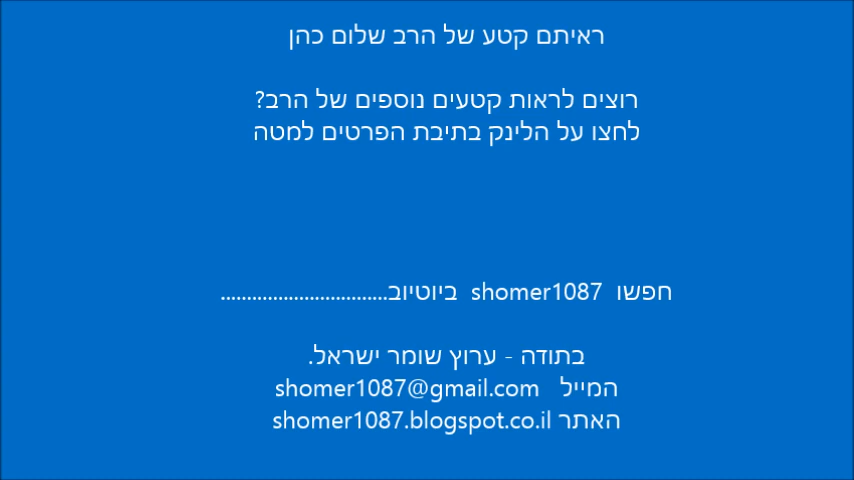 ראיתם קטע של הרב שלום כהן
רוצים לראות קטעים נוספים של הרב?
לחצו על הלינק בתיבת הפרטים למטה
חפשו shomer1087 ביוטיוב................................
בתודה - ערוץ שומר ישראל.
המייל shomer1087@gmail.com
האתר shomer1087.blogspot.co.il